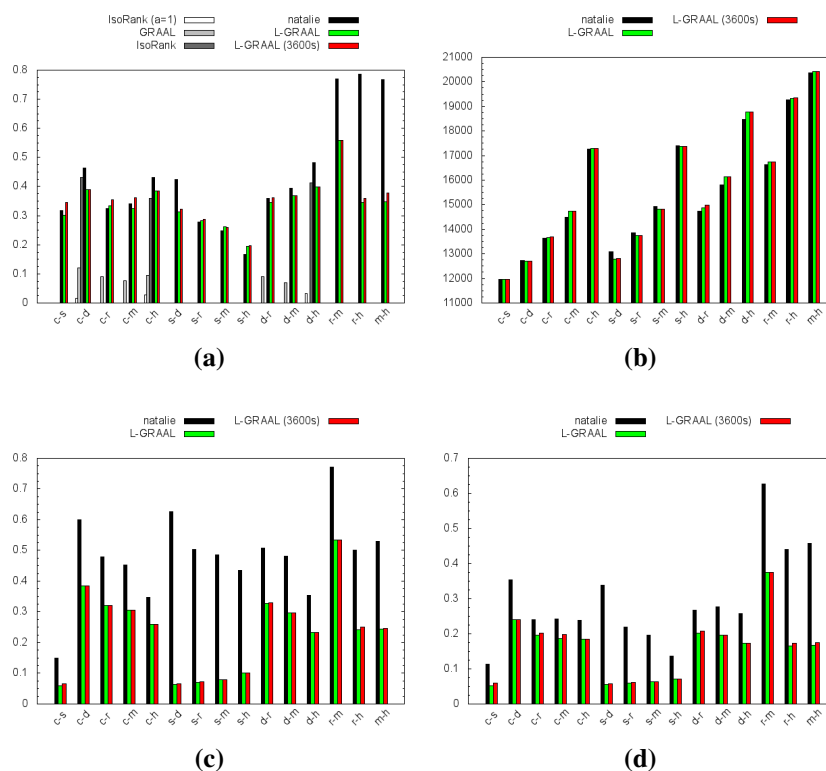 IsoRank (a=1) natalie
GRAAL L-GRAAL
IsoRank L-GRAAL (3600s)
0.8
0.7
0.6
0.5
0.4
0.3
0.2
0.1
0
c-s c-d c-r c-m c-h s-d s-r s-m s-h d-r d-m d-h r-m r-h m-h
(a)
natalie L-GRAAL (3600s)
L-GRAAL
21000
20000
19000
18000
17000
16000
15000
14000
13000
12000
11000
c-s c-d c-r c-m c-h s-d s-r s-m s-h d-r d-m d-h r-m r-h m-h
(b)
natalie L-GRAAL (3600s)
L-GRAAL
0.8
0.7
0.6
0.5
0.4
0.3
0.2
0.1
0
c-s c-d c-r c-m c-h s-d s-r s-m s-h d-r d-m d-h r-m r-h m-h
(c)
natalie L-GRAAL (3600s)
L-GRAAL
0.7
0.6
0.5
0.4
0.3
0.2
0.1
0
c-s c-d c-r c-m c-h s-d s-r s-m s-h d-r d-m d-h r-m r-h m-h
(d)